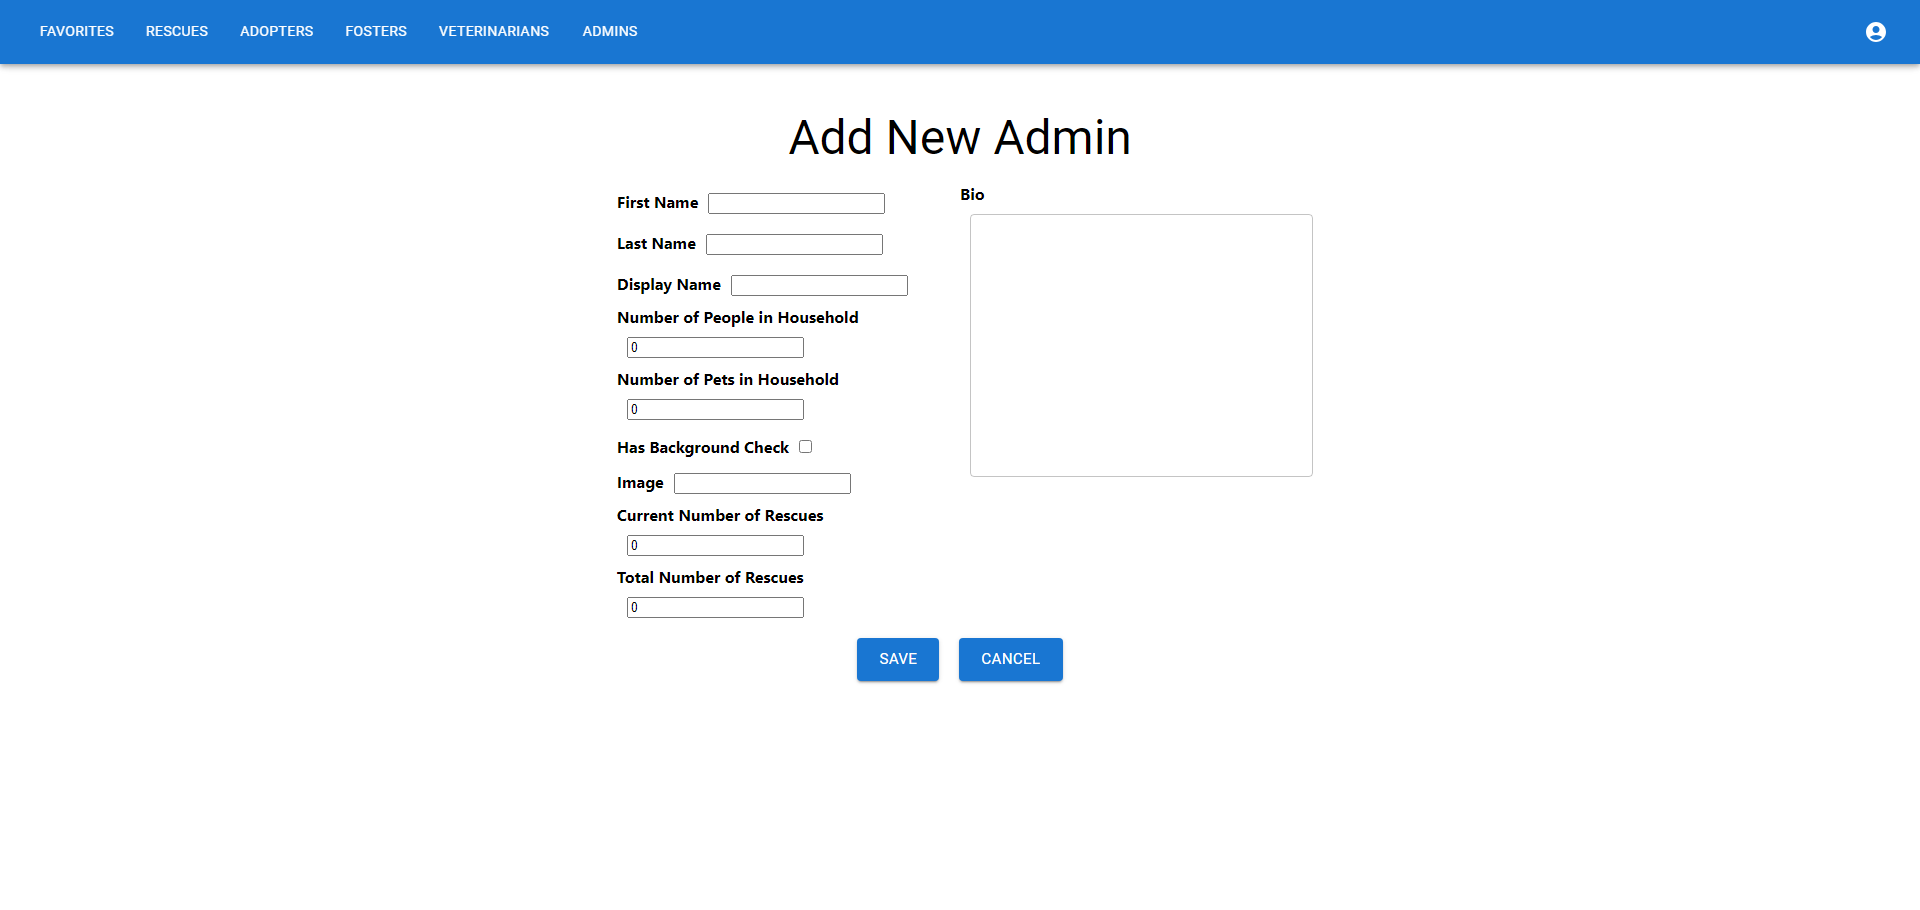 FAVORITES RESCUES ADOPTERS FOSTERS VETERINARIANS ADMINS
Add New Admin
First Name
Last Name
Display Name
Number of People in Household
0
Number of Pets in Household
0
Has Background Check
Image
Current Number of Rescues
0
Total Number of Rescues
0
Bio
SAVE CANCEL